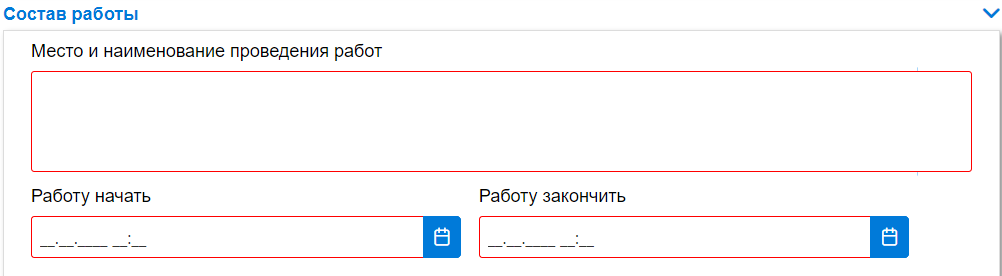 Состав работы
Место и наименование проведения работ
Работу начать Работу закончить
__.__.____ __:__ __.__.____ __:__